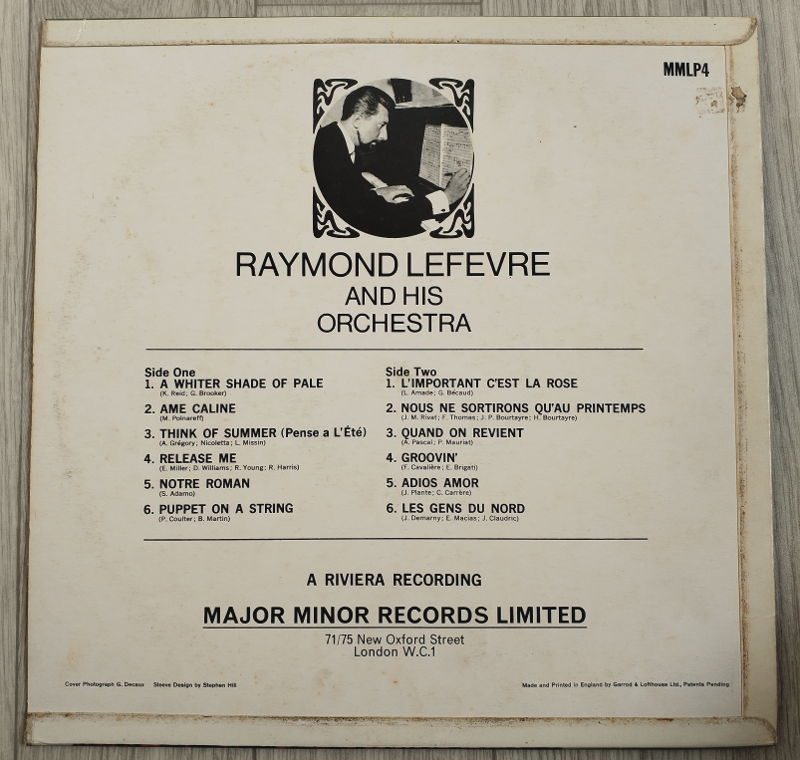 MMLP4
RAYMOND LEFEVRE
AND HIS
ORCHESTRA
Side One
1. A WHITER SHADE OF PALE
(K. Reid; G. Brooker)
2. AME CALINE
(M. Polnareff)
3. THINK OF SUMMER (Pense a L'Été)
(A. Grégory; Nicoletta; L. Missin)
4. RELEASE ME
(E. Miller; D. Williams; R. Young; R. Harris)
5. NOTRE ROMAN
(S. Adamo)
6. PUPPET ON A STRING
(P. Coulter; B. Martin)
Side Two
1. L'IMPORTANT C'EST LA ROSE
(L. Amade; G. Bécaud)
2. NOUS NE SORTIRONS QU'AU PRINTEMPS
(J. M. Rivat; F. Thomas; J. P. Bourtayre; H. Bourtayre)
3. QUAND ON REVIENT
(A. Pascal; P. Mauriat)
4. GROOVIN'
(F. Cavalière; E. Brigati)
5. ADIOS AMOR
(J. Plante; C. Carrère)
6. LES GENS DU NORD
(J. Demarny; E. Macias; J. Claudric)
A RIVIERA RECORDING
MAJOR MINOR RECORDS LIMITED
71/75 New Oxford Street
London W.C.1
Cover Photograph G. Decaux Sleeve Design by Stephen Hill
Made and Printed in England by Garrod & Lofthouse Ltd., Patents Pending